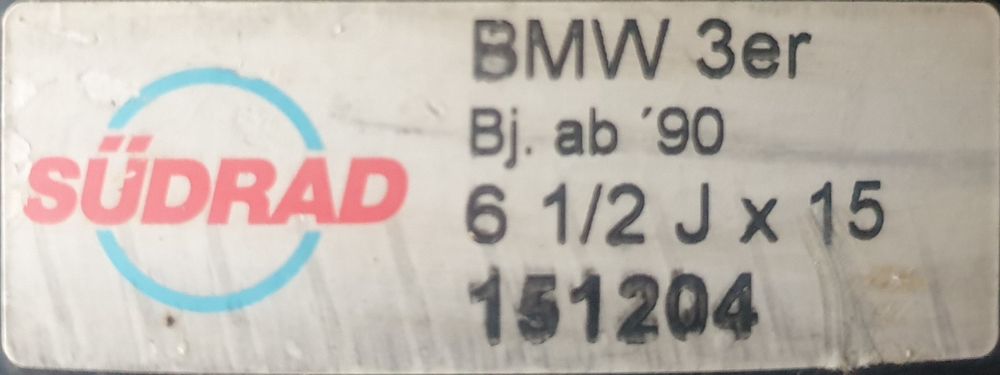 SÜDRAD
BMW 3er
Bj. ab ´90
6 1/2 J x 15
151204